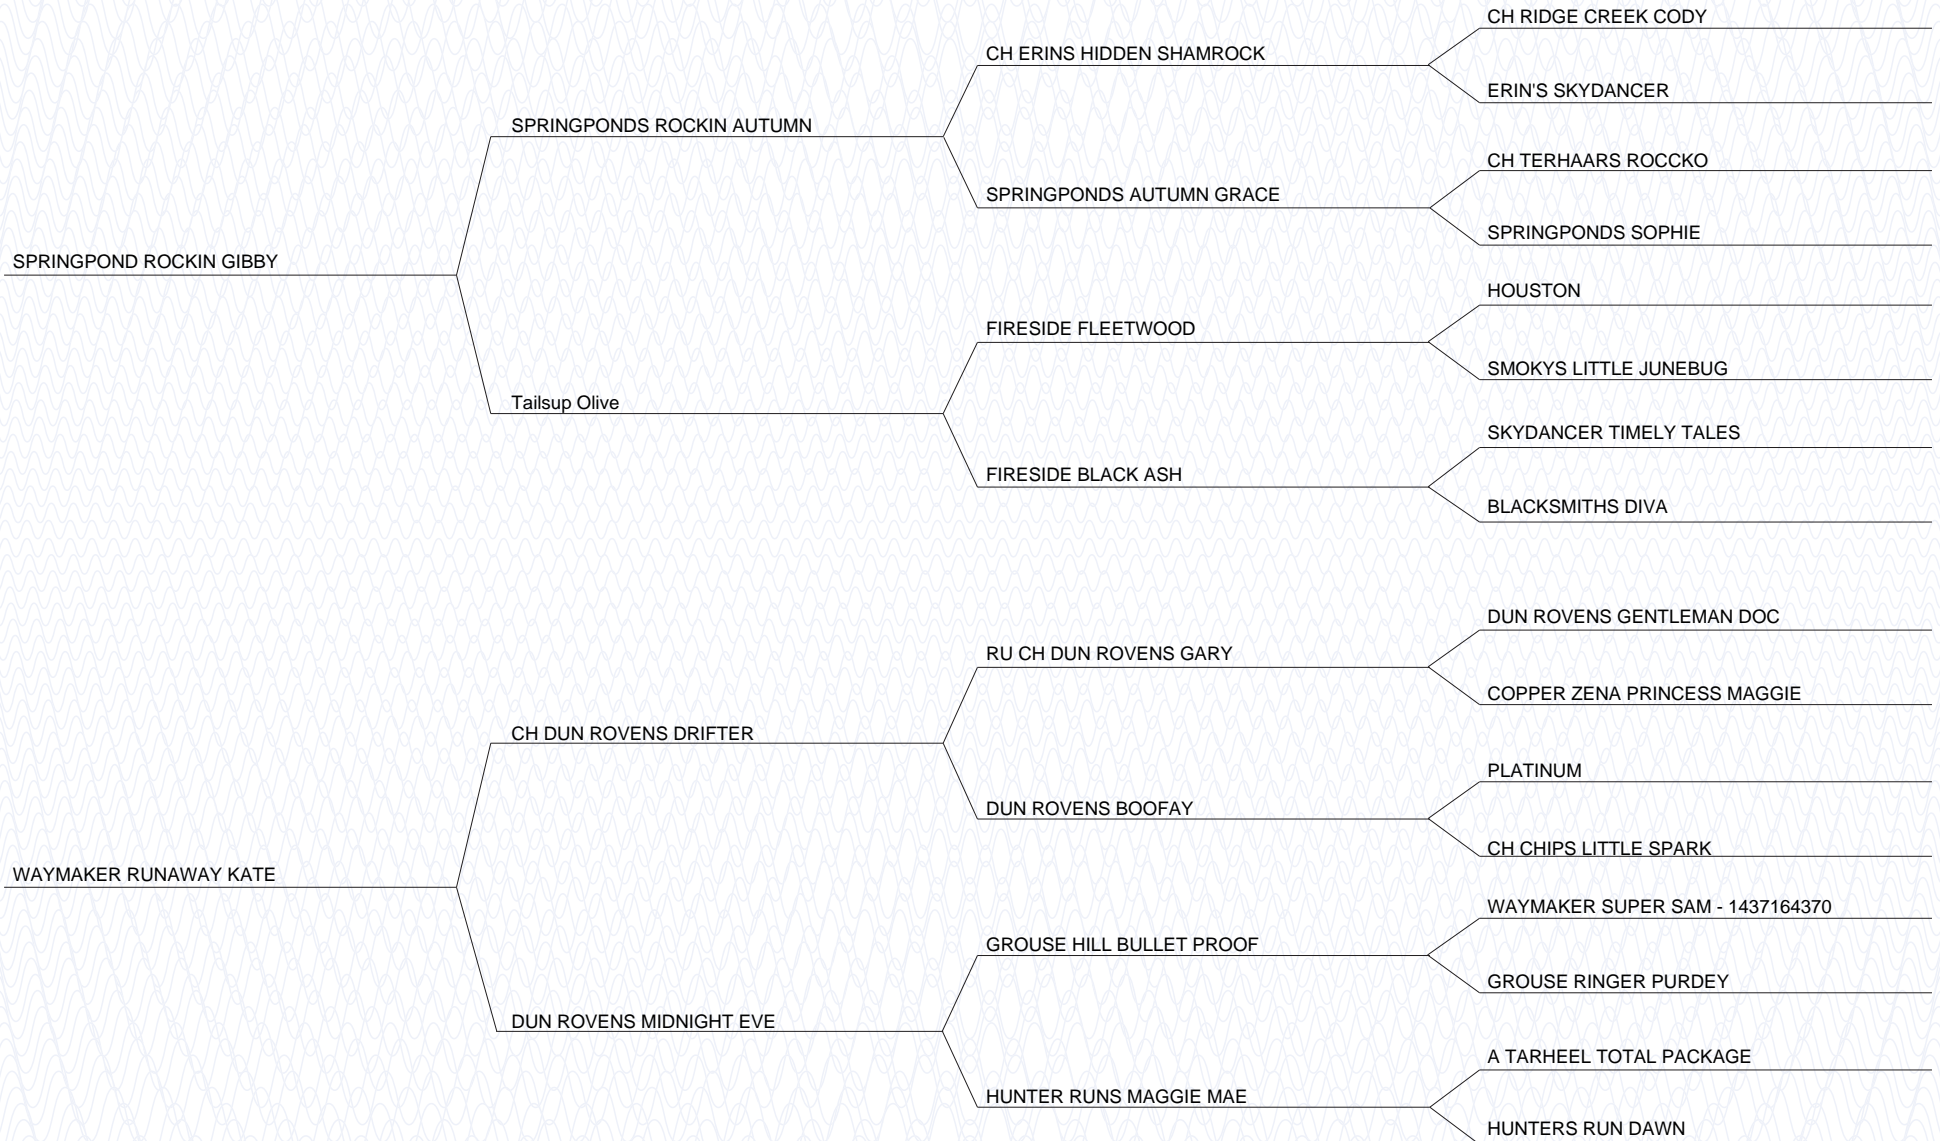 CH RIDGE CREEK CODY
CH ERINS HIDDEN SHAMROCK
ERIN'S SKYDANCER
SPRINGPONDS ROCKIN AUTUMN
CH TERHAARS ROCCKO
SPRINGPONDS AUTUMN GRACE
SPRINGPONDS SOPHIE
SPRINGPOND ROCKIN GIBBY
HOUSTON
FIRESIDE FLEETWOOD
SMOKYS LITTLE JUNEBUG
Tailsup Olive
SKYDANCER TIMELY TALES
FIRESIDE BLACK ASH
BLACKSMITHS DIVA
DUN ROVENS GENTLEMAN DOC
RU CH DUN ROVENS GARY
COPPER ZENA PRINCESS MAGGIE
CH DUN ROVENS DRIFTER
PLATINUM
DUN ROVENS BOOFAY
CH CHIPS LITTLE SPARK
WAYMAKER RUNAWAY KATE
WAYMAKER SUPER SAM - 1437164370
GROUSE HILL BULLET PROOF
GROUSE RINGER PURDEY
DUN ROVENS MIDNIGHT EVE
A TARHEEL TOTAL PACKAGE
HUNTER RUNS MAGGIE MAE
HUNTERS RUN DAWN